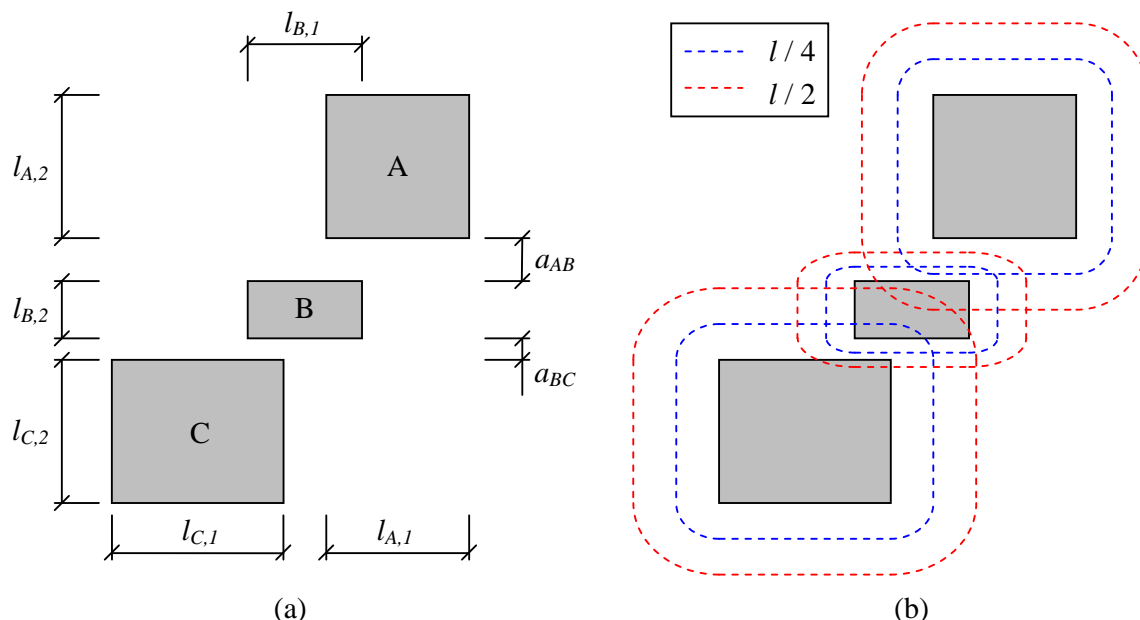 l_{B,1}
l_{A,2}
A
a_{AB}
l_{B,2}
B
a_{BC}
l_{C,2}
C
l_{C,1}
l_{A,1}
(a)
l / 4
l / 2
(b)